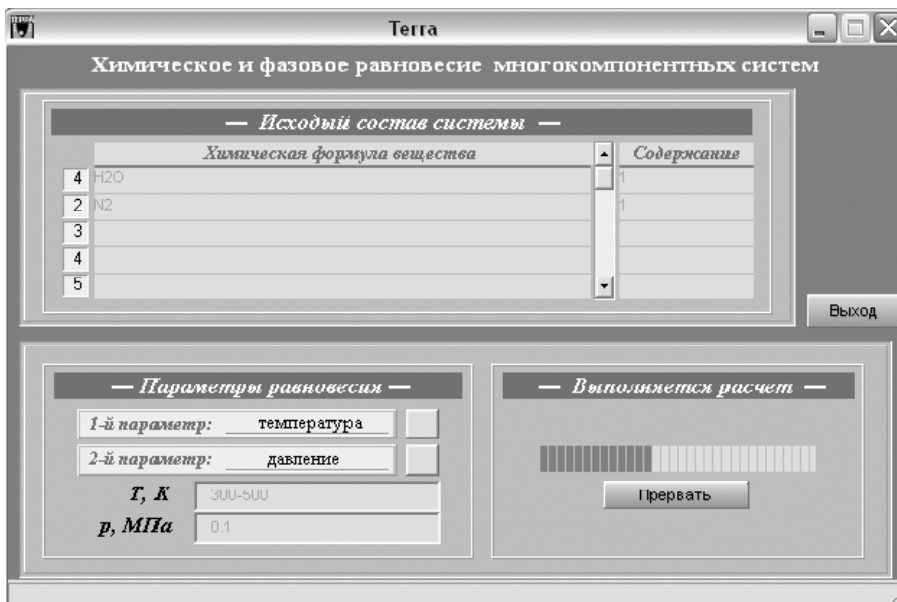 TERRA
Terra
Химическое и фазовое равновесие многокомпонентных систем
— Исходый состав системы —
Химическая формула вещества Содержание
4 H2O 1
2 N2 1
3
4
5
Выход
— Параметры равновесия —
1-й параметр: температура
2-й параметр: давление
T, K 300-500
p, МПа 0.1
— Выполняется расчет —
Прервать